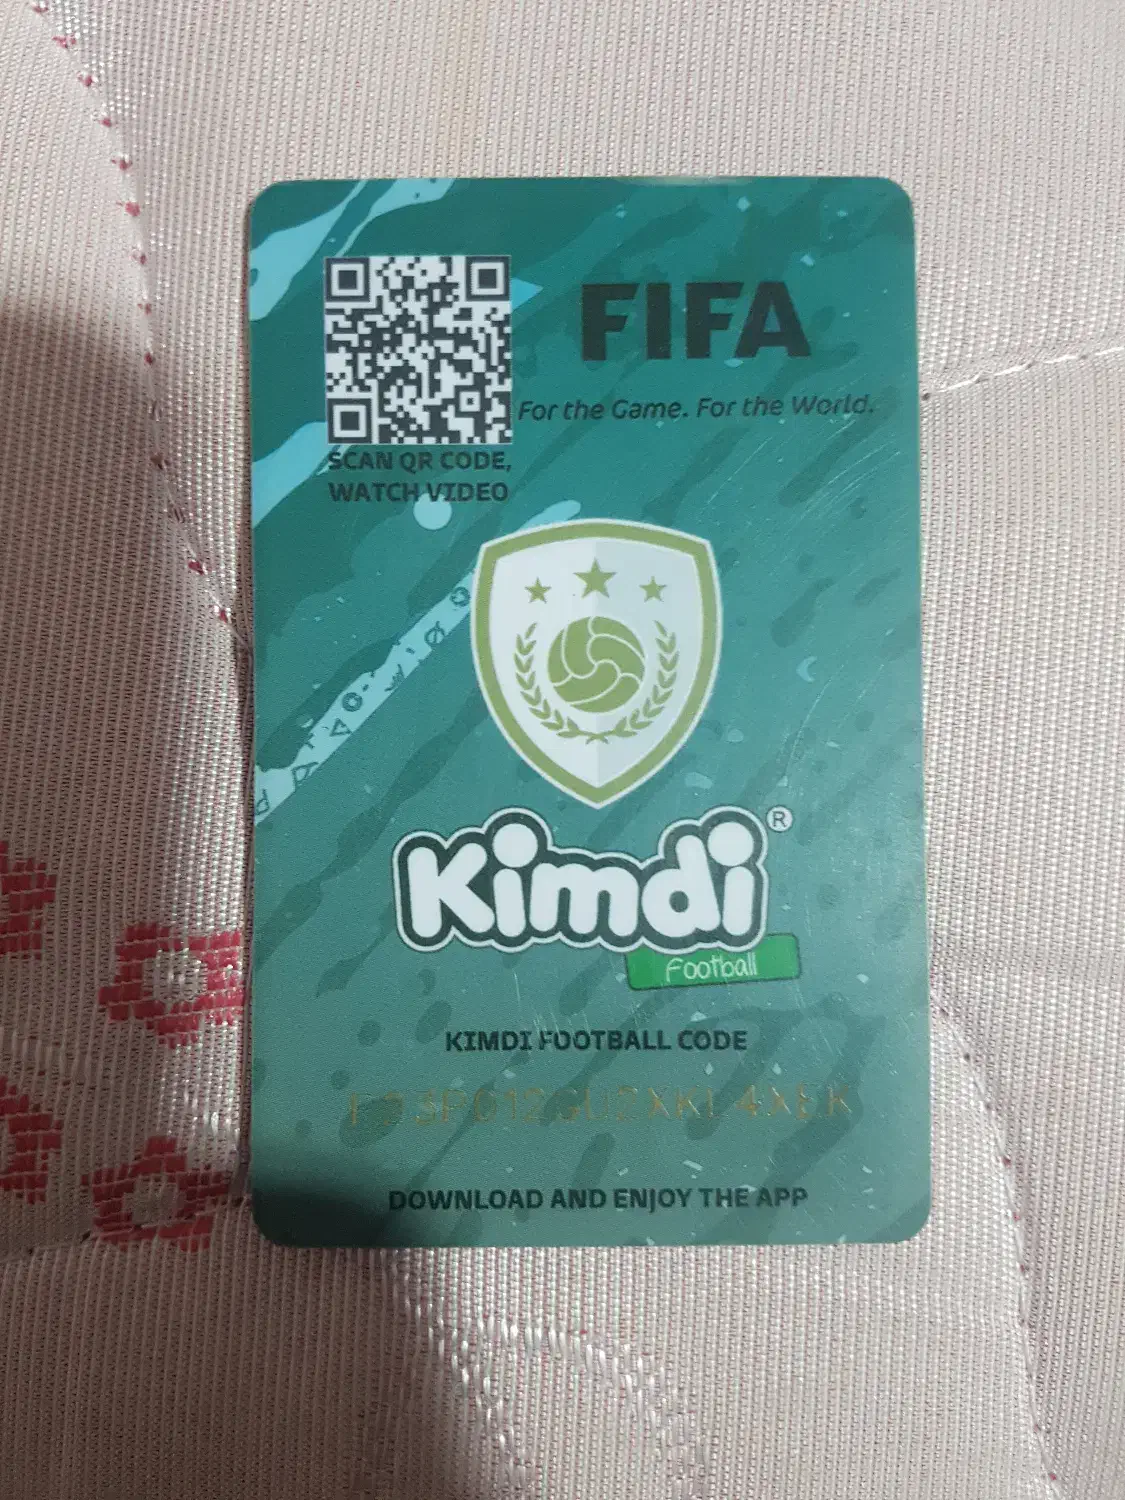 FIFA
For the Game. For the World.
SCAN QR CODE,
WATCH VIDEO
Kimdi®
Football
KIMDI FOOTBALL CODE
DOWNLOAD AND ENJOY THE APP